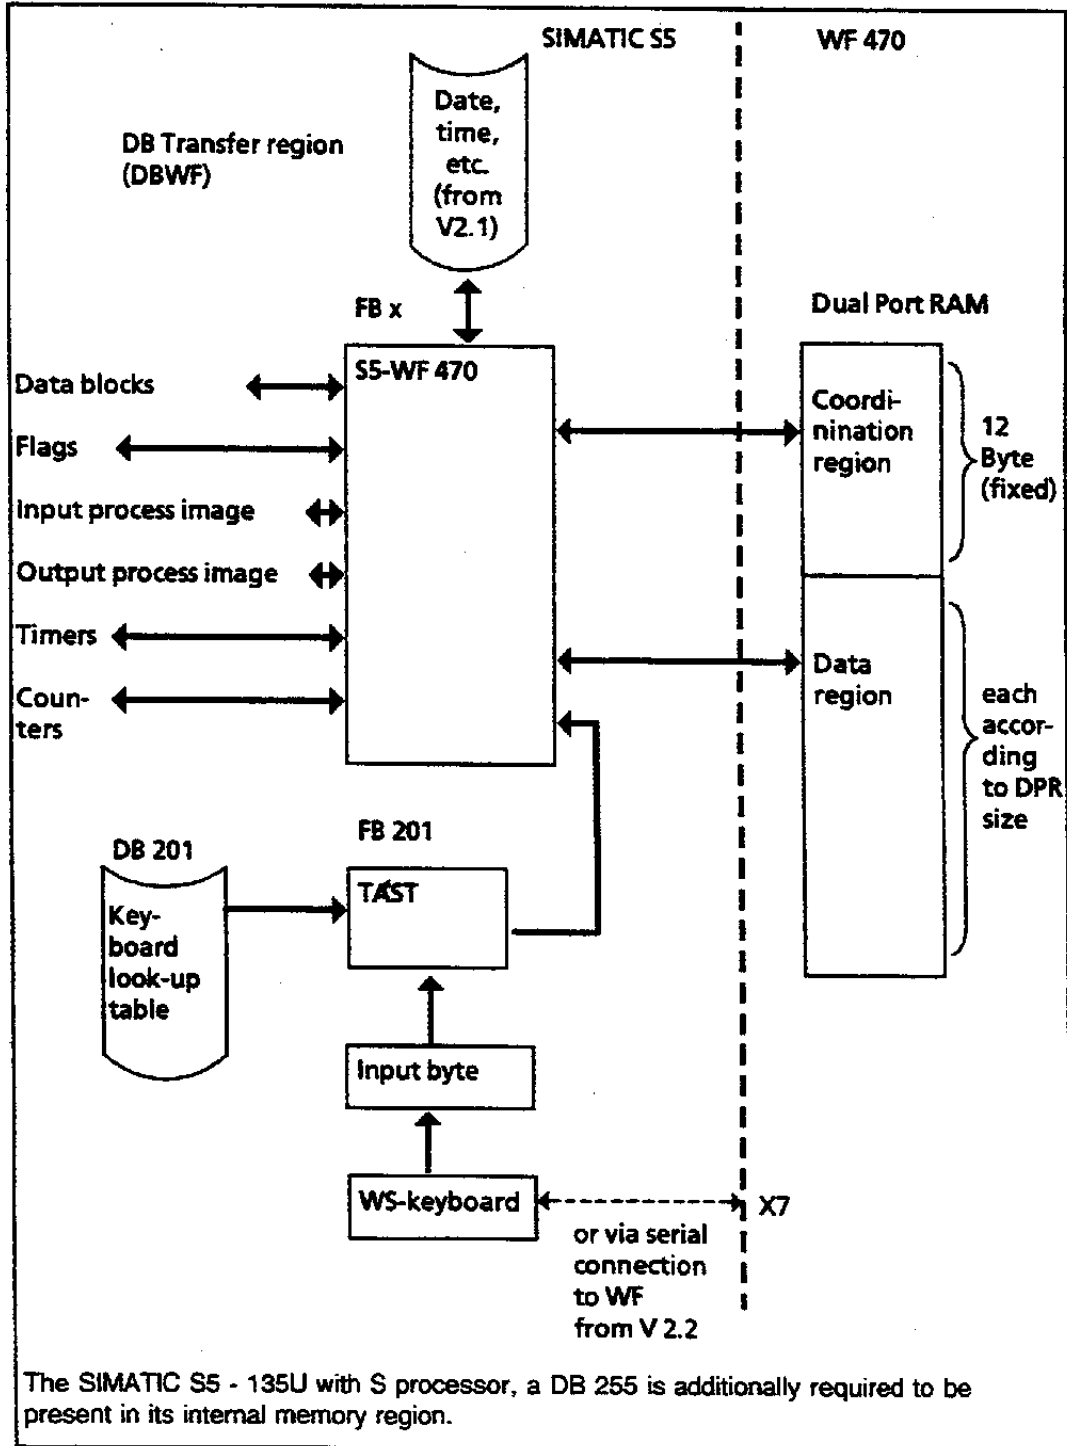 SIMATIC S5
WF 470
Date,
time,
etc.
(from
V2.1)
DB Transfer region
(DBWF)
FB x
Dual Port RAM
S5-WF 470
Data blocks
Flags
Input process image
Output process image
Timers
Coun-
ters
Coordi-
nination
region
12
Byte
(fixed)
Data
region
each
accor-
ding
to DPR
size
FB 201
DB 201
TAST
Key-
board
look-up
table
Input byte
WS-keyboard
X7
or via serial
connection
to WF
from V 2.2
The SIMATIC S5 - 135U with S processor, a DB 255 is additionally required to be
present in its internal memory region.